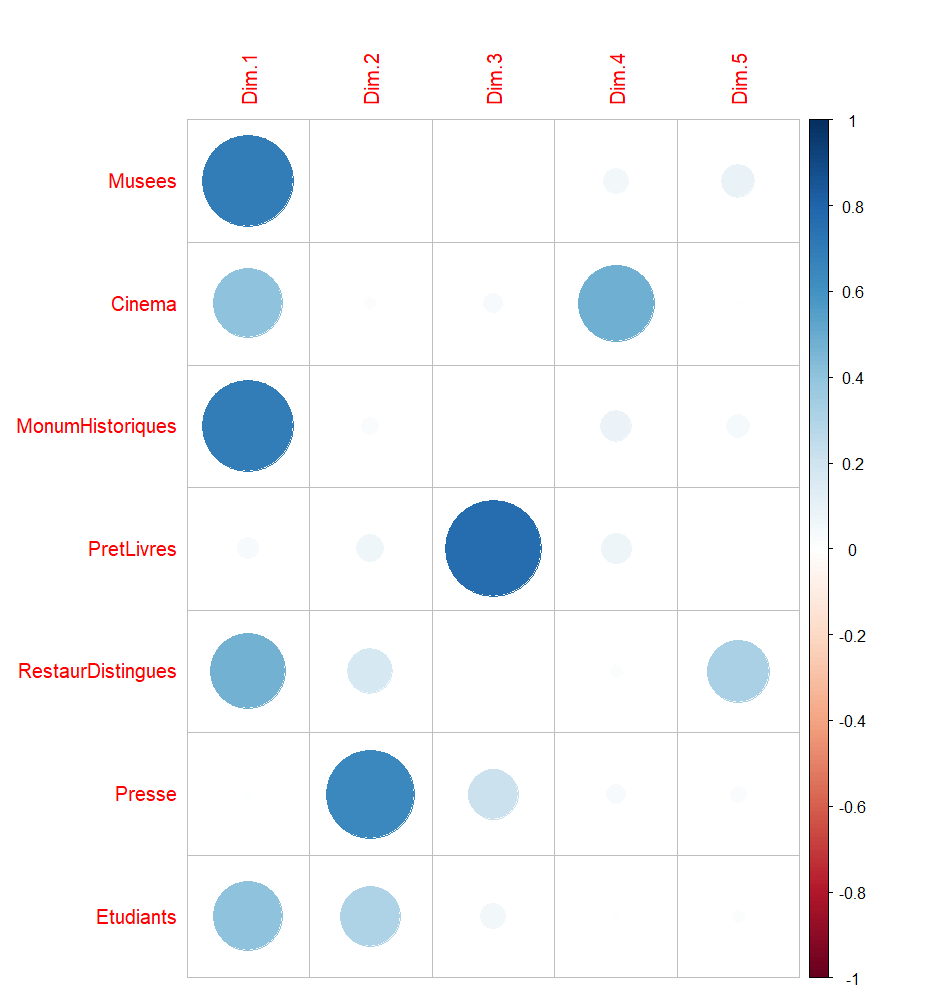 Dim.1
Dim.2
Dim.3
Dim.4
Dim.5
Musees
Cinema
MonumHistoriques
PretLivres
RestaurDistingues
Presse
Etudiants
1
0.8
0.6
0.4
0.2
0
-0.2
-0.4
-0.6
-0.8
-1